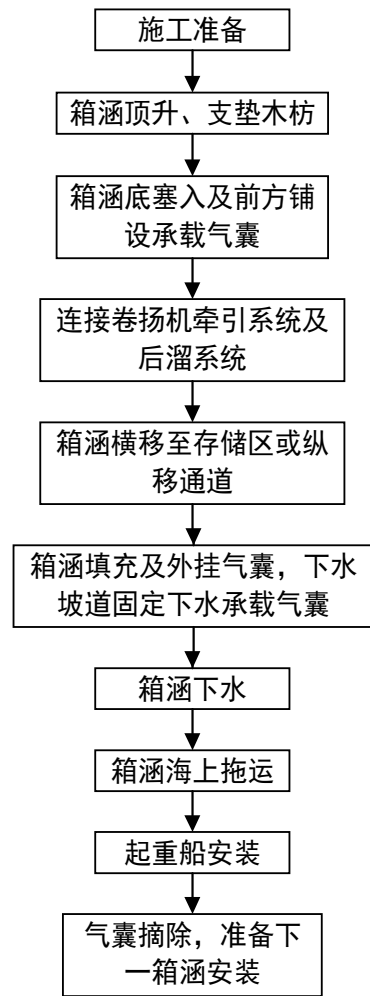 施工准备
箱涵顶升、支垫木枋
箱涵底塞入及前方铺
设承载气囊
连接卷扬机牵引系统及
后溜系统
箱涵横移至存储区或纵
移通道
箱涵填充及外挂气囊，下水
坡道固定下水承载气囊
箱涵下水
箱涵海上拖运
起重船安装
气囊摘除，准备下
一箱涵安装